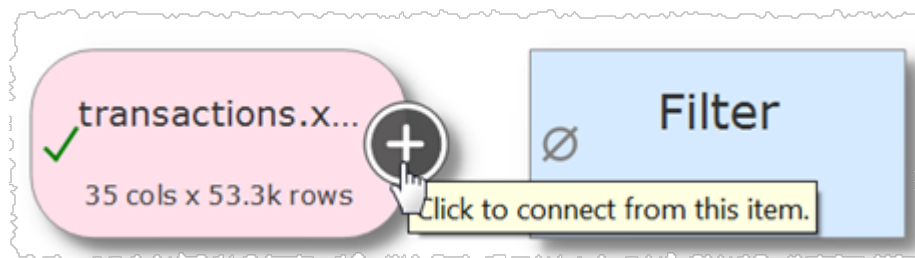 transactions.x...
35 cols x 53.3k rows
Filter
Click to connect from this item.